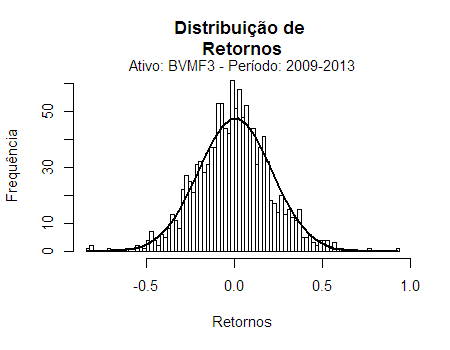 Distribuição de
Retornos
Ativo: BVMF3 - Período: 2009-2013
Frequência
50
30
10
0
-0.5
0.0
0.5
1.0
Retornos